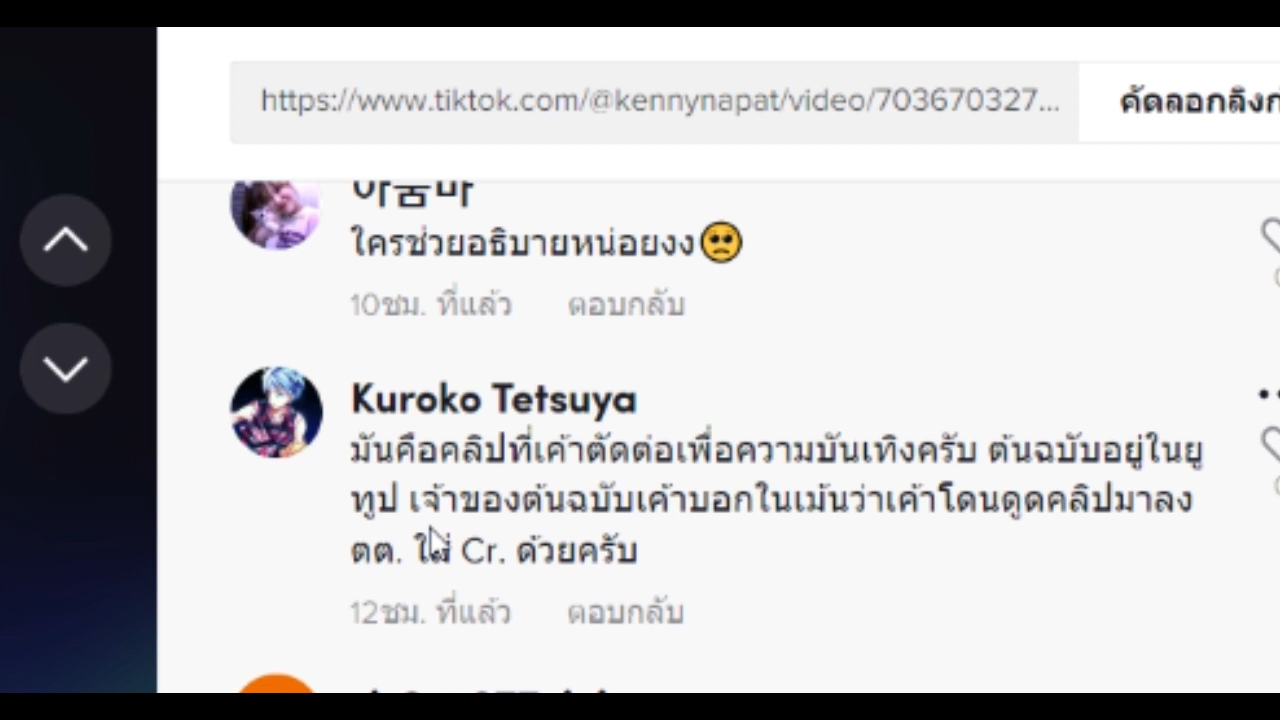 https://www.tiktok.com/@kennynapat/video/703670327...
คัดลอกลิงก์
아줌마
ใครช่วยอธิบายหน่อยงง🥺
10ชม. ที่แล้ว ตอบกลับ
Kuroko Tetsuya
มันคือคลิปที่เค้าตัดต่อเพื่อความบันเทิงครับ ต้นฉบับอยู่ในยู
ทูป เจ้าของต้นฉบับเค้าบอกในเม้นว่าเค้าโดนดูดคลิปมาลง
ตต. ใส่ Cr. ด้วยครับ
12ชม. ที่แล้ว ตอบกลับ